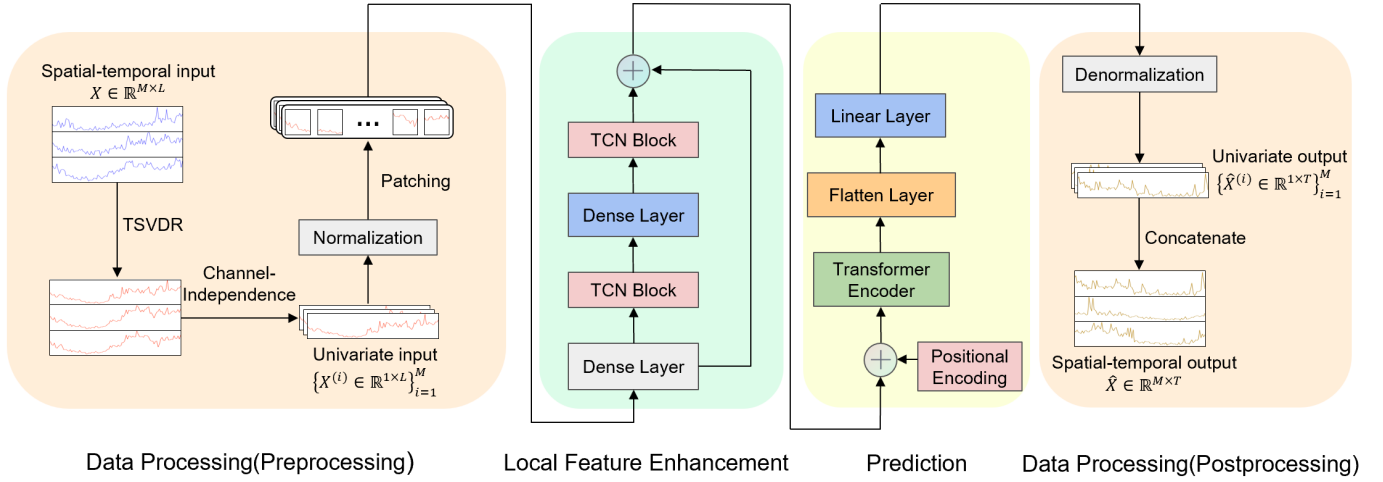 Spatial-temporal input
X ∈ ℝ^{M×L}
TSVDR
Channel-
Independence
Univariate input
{X^{(i)} ∈ ℝ^{1×L}}_{i=1}^{M}
Normalization
Patching
...
Data Processing(Preprocessing)
TCN Block
Dense Layer
TCN Block
Dense Layer
Local Feature Enhancement
Linear Layer
Flatten Layer
Transformer
Encoder
Positional
Encoding
Prediction
Denormalization
Univariate output
{X̂^{(i)} ∈ ℝ^{1×T}}_{i=1}^{M}
Concatenate
Spatial-temporal output
X̂ ∈ ℝ^{M×T}
Data Processing(Postprocessing)